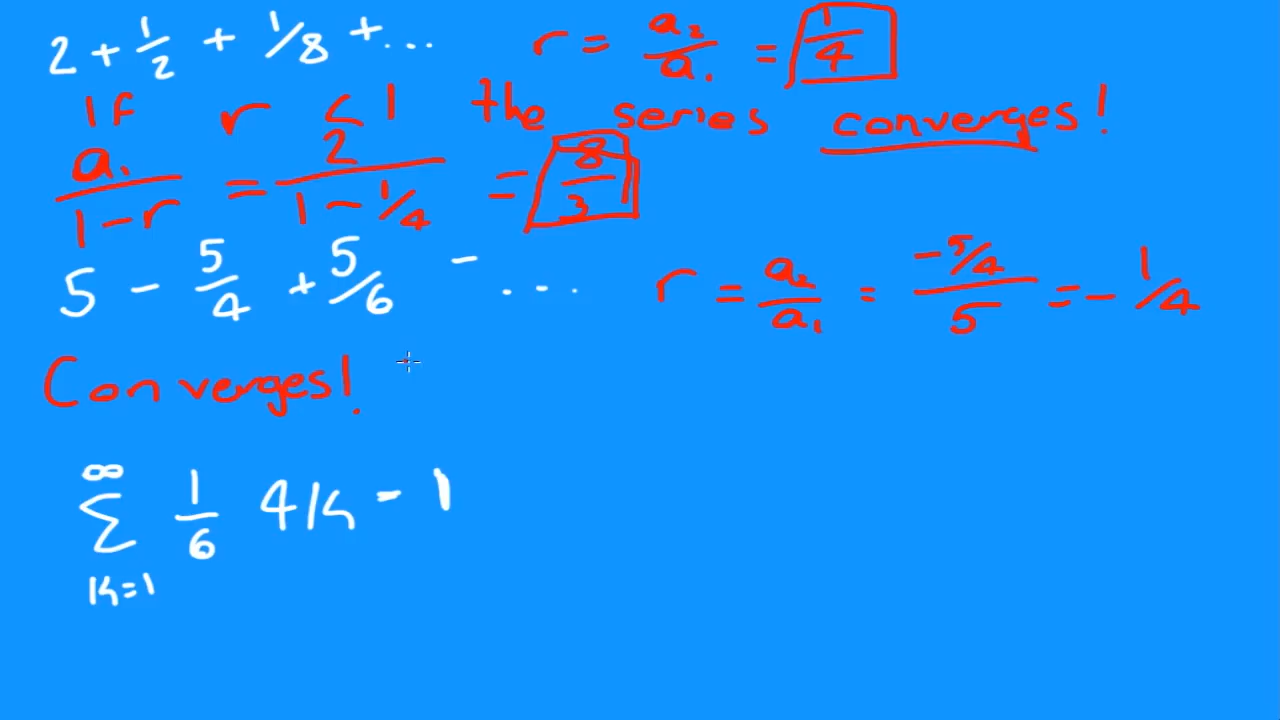 2 + 1/2 + 1/8 + ... r = a₂/a₁ = 1/4
If r < 1 the series converges!
a₁/1-r = 2/1-1/4 = 8/3
5 - 5/4 + 5/6 - ... r = a₂/a₁ = -5/4/5 = - 1/4
Converges!
∞ Σ k=1 1/6 4k - 1